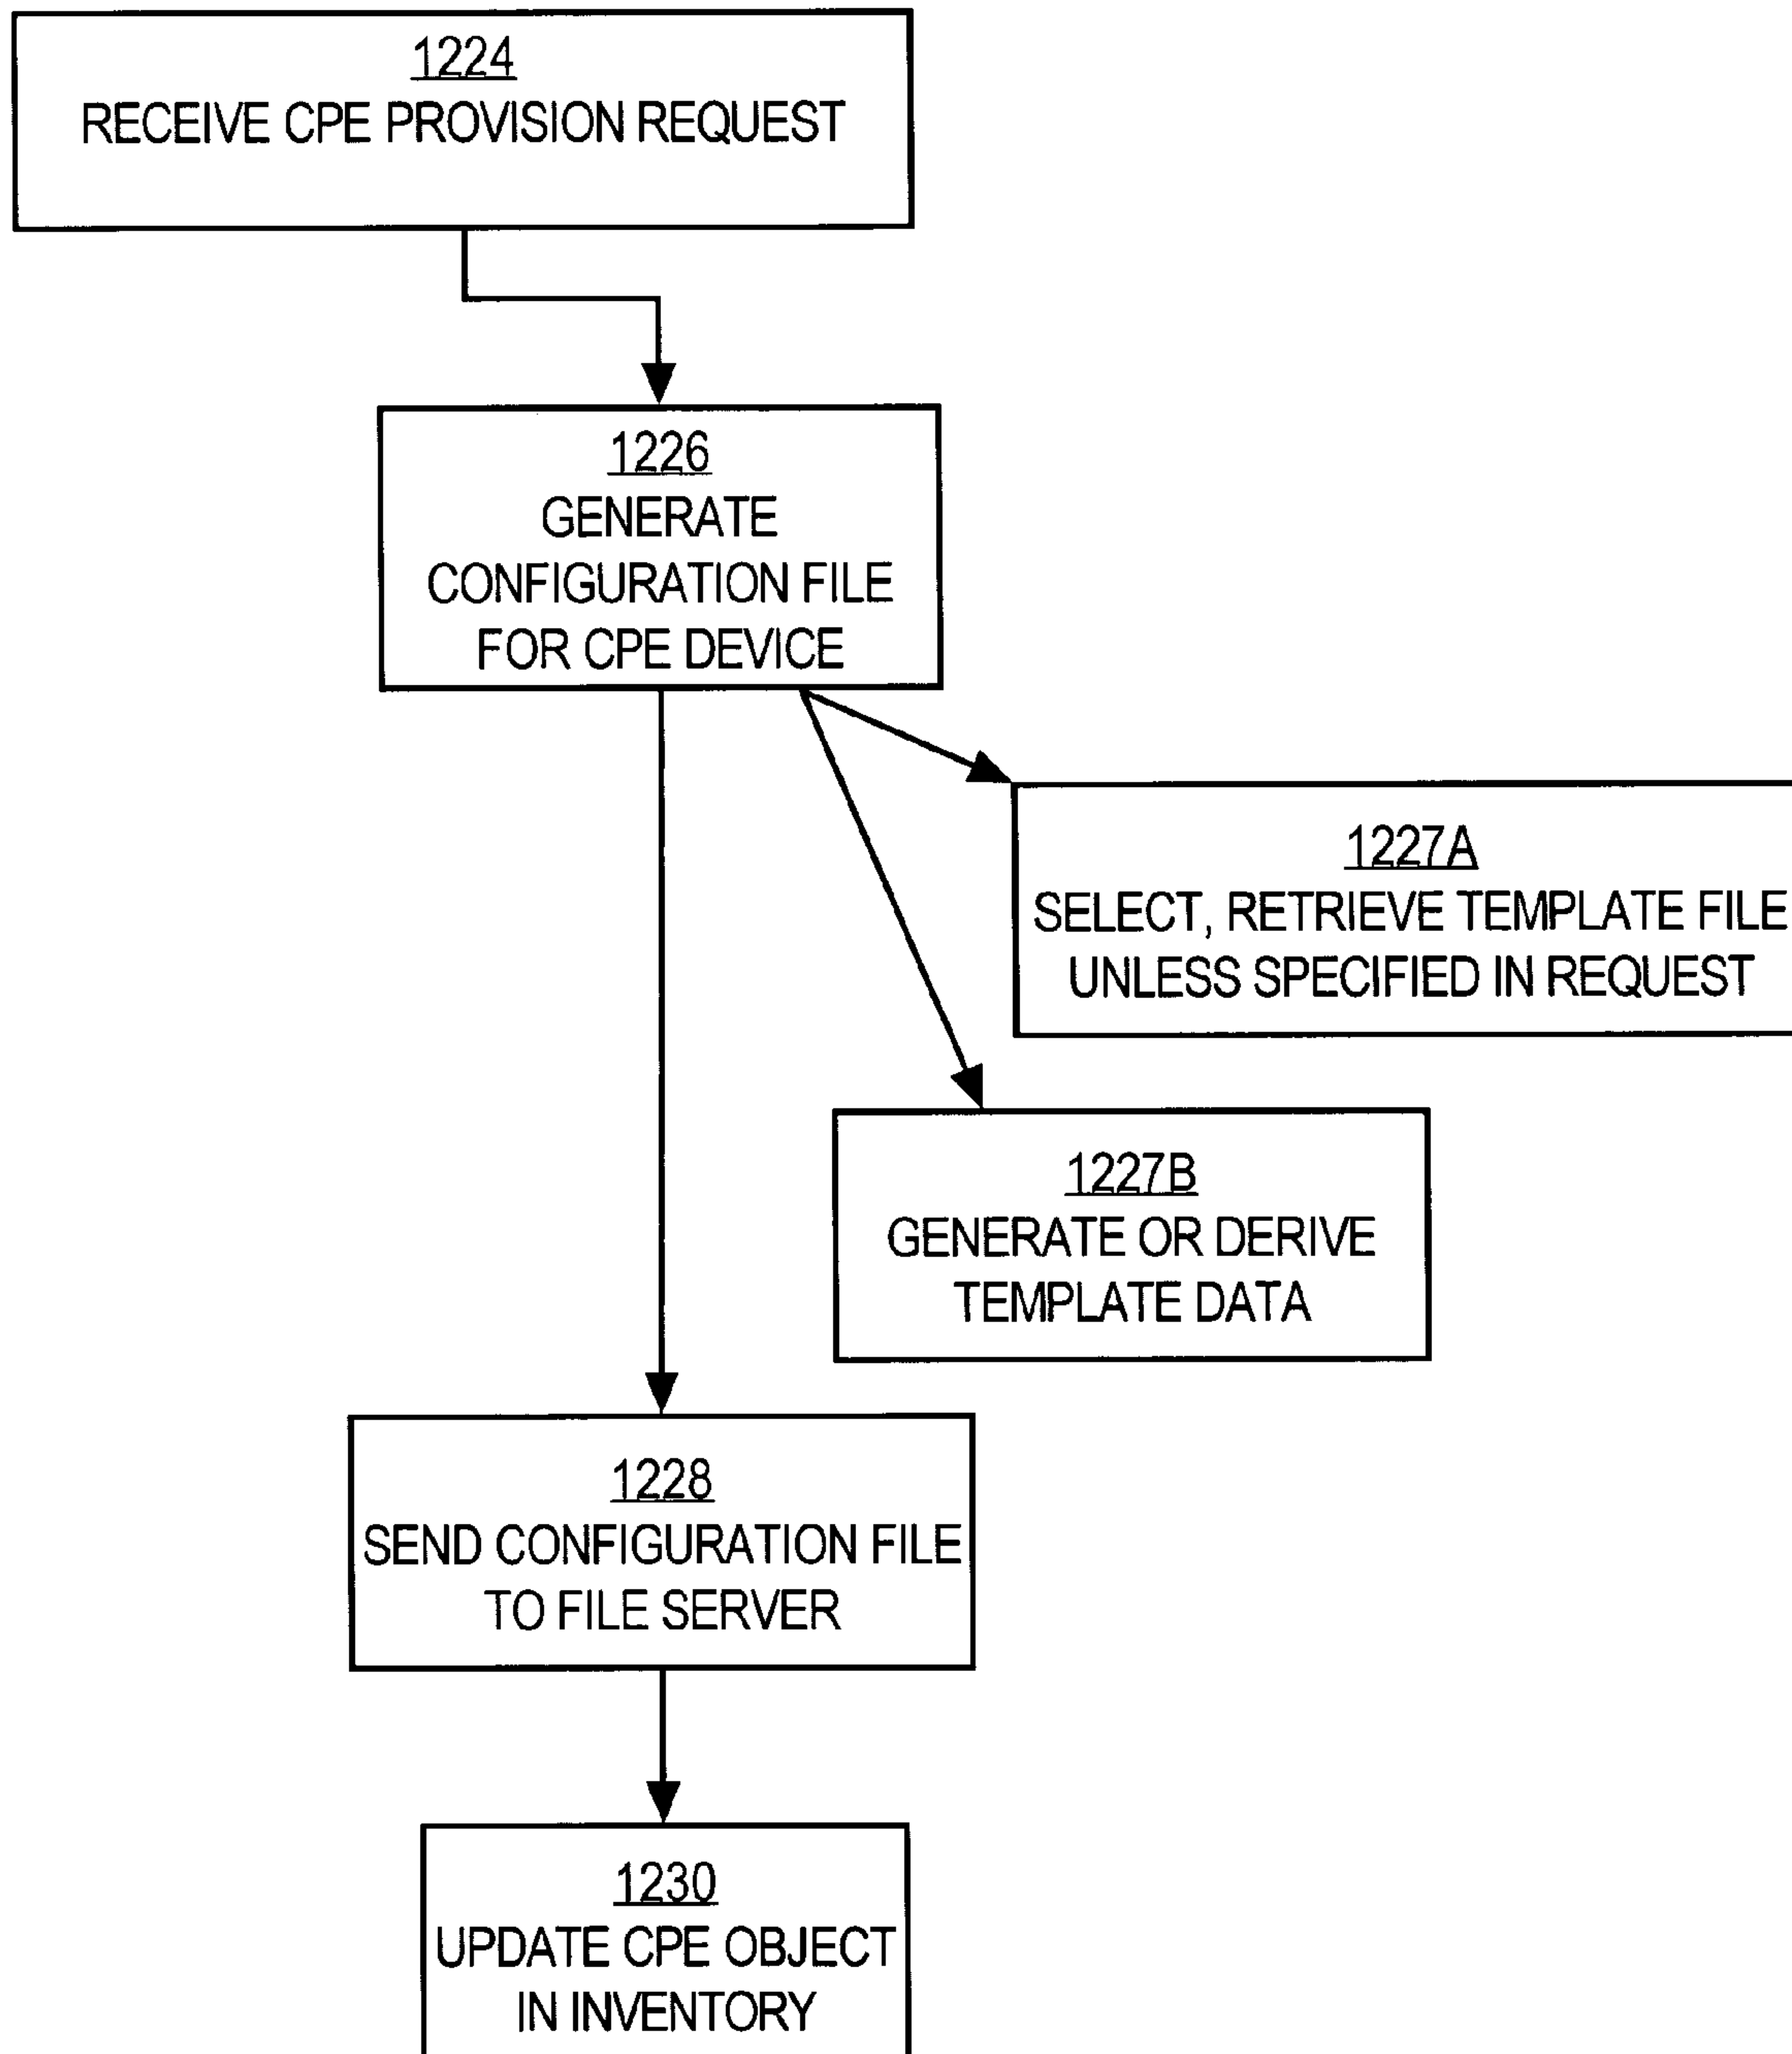 1224
RECEIVE CPE PROVISION REQUEST
1226
GENERATE
CONFIGURATION FILE
FOR CPE DEVICE
1227A
SELECT, RETRIEVE TEMPLATE FILE
UNLESS SPECIFIED IN REQUEST
1227B
GENERATE OR DERIVE
TEMPLATE DATA
1228
SEND CONFIGURATION FILE
TO FILE SERVER
1230
UPDATE CPE OBJECT
IN INVENTORY